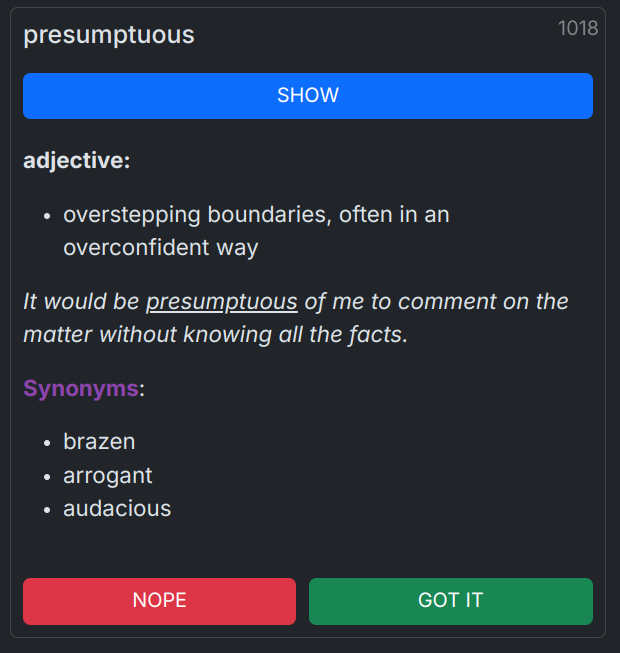 presumptuous
1018
SHOW
adjective:
• overstepping boundaries, often in an
overconfident way
It would be presumptuous of me to comment on the
matter without knowing all the facts.
Synonyms:
• brazen
• arrogant
• audacious
NOPE
GOT IT